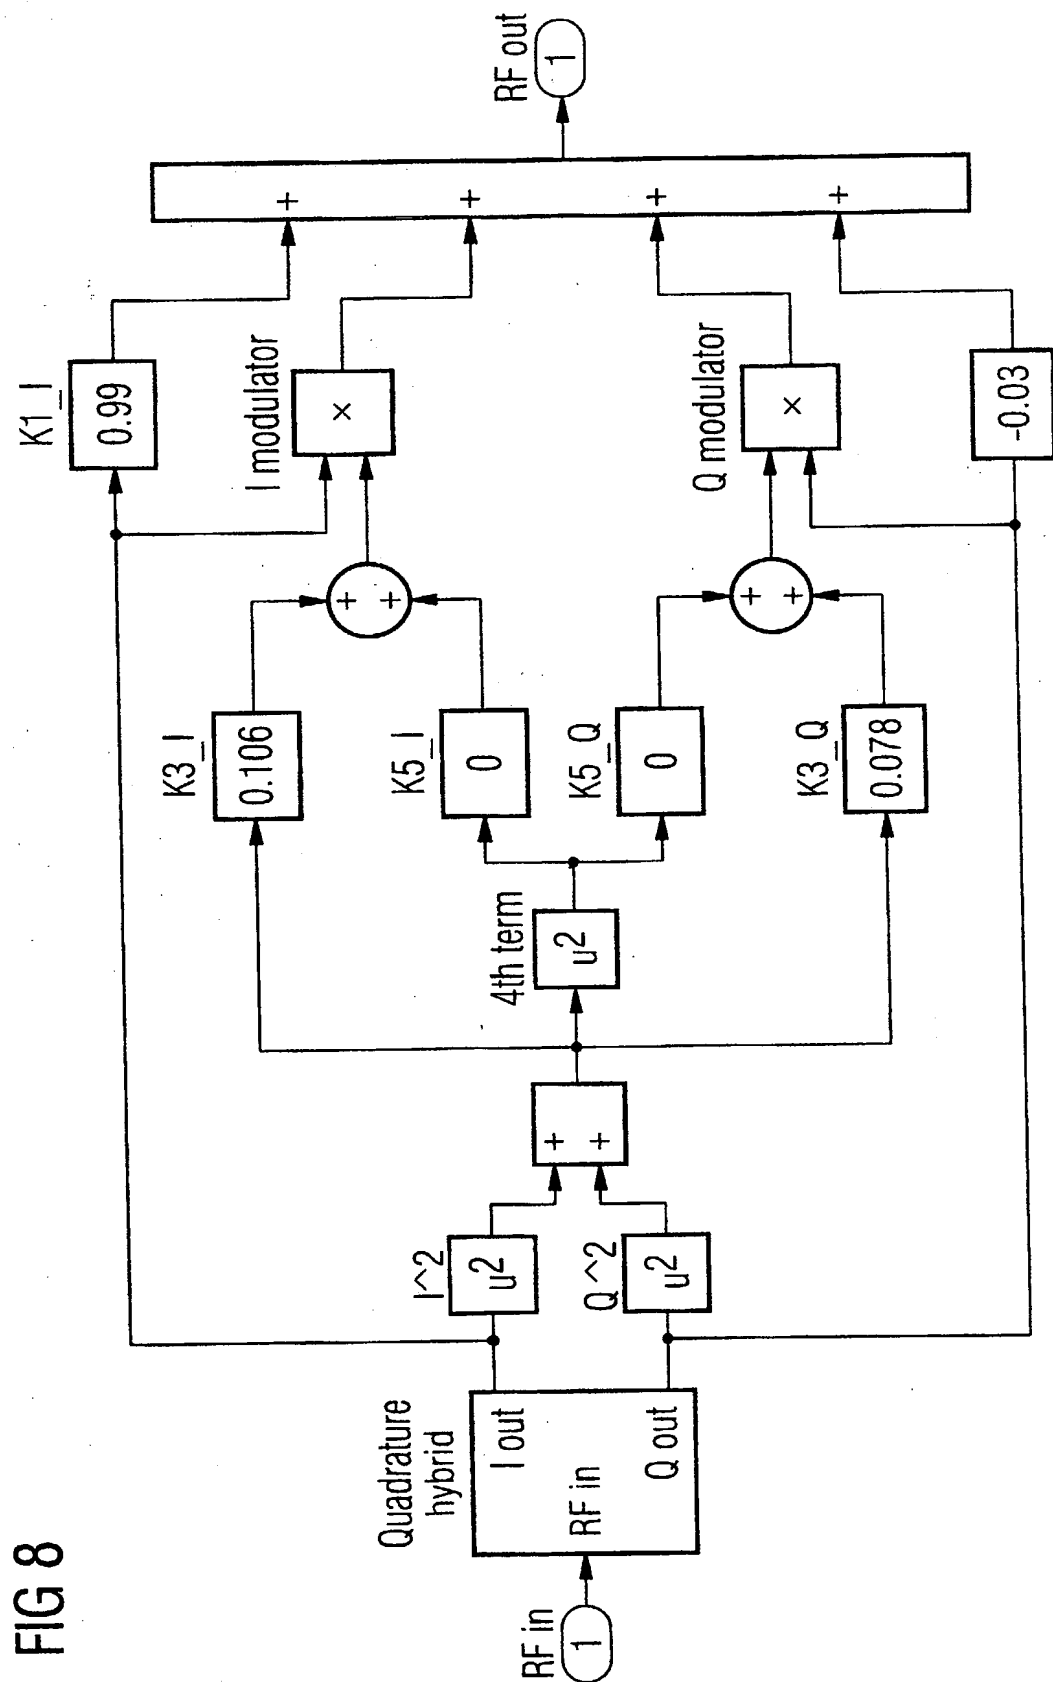 FIG 8
RF in
1
Quadrature
hybrid
RF in
I out
Q out
I^2
u2
Q^2
u2
+
+
4th term
u2
K3_I
0.106
K5_I
0
K5_Q
0
K3_Q
0.078
+
+
+
+
K1_I
0.99
I modulator
×
Q modulator
×
-0.03
+
+
+
+
RF out
1